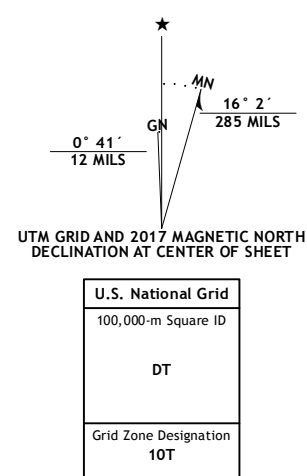 ★
MN
GN
16° 2´
285 MILS
0° 41´
12 MILS
UTM GRID AND 2017 MAGNETIC NORTH
DECLINATION AT CENTER OF SHEET
U.S. National Grid
100,000-m Square ID
DT
Grid Zone Designation
10T